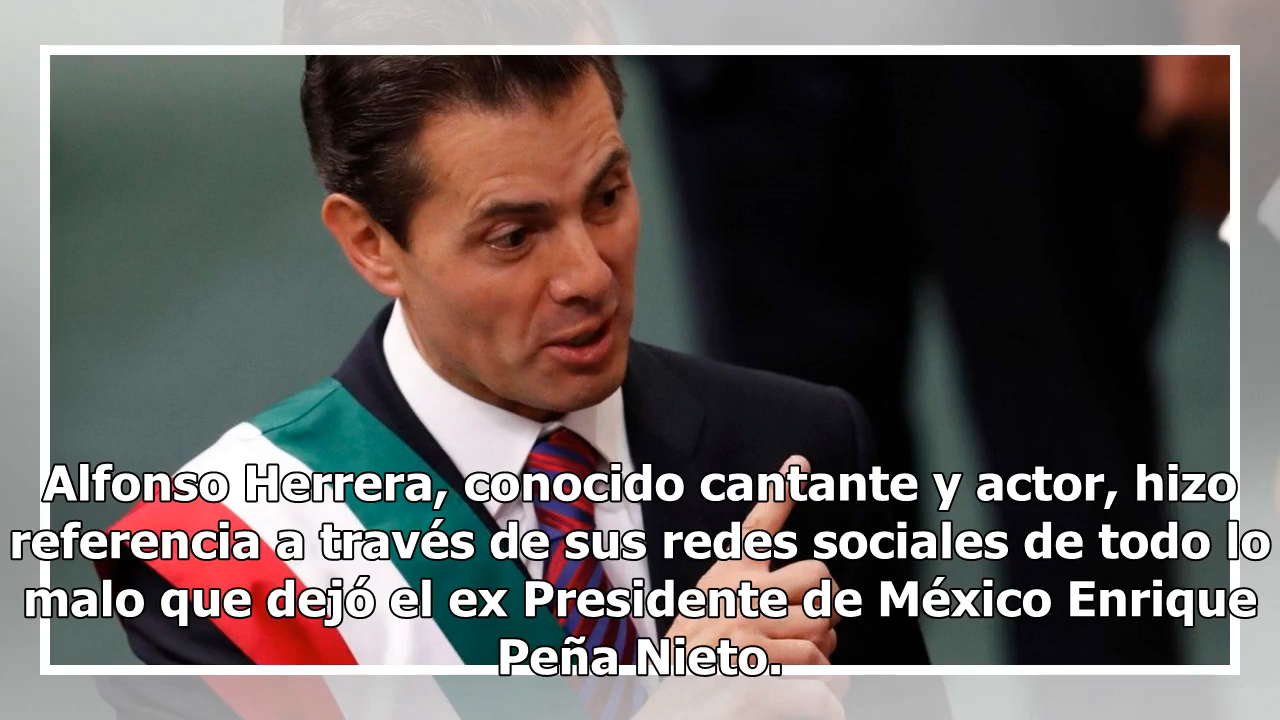 Alfonso Herrera, conocido cantante y actor, hizo
referencia a través de sus redes sociales de todo lo
malo que dejó el ex Presidente de México Enrique
Peña Nieto.